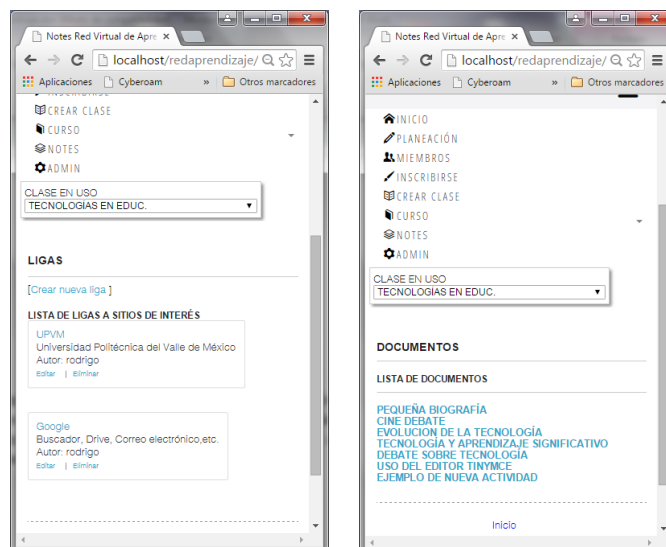 Notes Red Virtual de Apre
localhost/redaprendizaje/
Aplicaciones Cyberoam » Otros marcadores
INSCRIBIRSE
CREAR CLASE
CURSO
NOTES
ADMIN
CLASE EN USO
TECNOLOGÍAS EN EDUC.
LIGAS
[Crear nueva liga ]
LISTA DE LIGAS A SITIOS DE INTERÉS
UPVM
Universidad Politécnica del Valle de México
Autor: rodrigo
Editar | Eliminar
Google
Buscador, Drive, Correo electrónico,etc.
Autor: rodrigo
Editar | Eliminar
Notes Red Virtual de Apre
localhost/redaprendizaje/
Aplicaciones Cyberoam » Otros marcadores
INICIO
PLANEACIÓN
MIEMBROS
INSCRIBIRSE
CREAR CLASE
CURSO
NOTES
ADMIN
CLASE EN USO
TECNOLOGÍAS EN EDUC.
DOCUMENTOS
LISTA DE DOCUMENTOS
PEQUEÑA BIOGRAFÍA
CINE DEBATE
EVOLUCION DE LA TECNOLOGÍA
TECNOLOGÍA Y APRENDIZAJE SIGNIFICATIVO
DEBATE SOBRE TECNOLOGÍA
USO DEL EDITOR TINYMCE
EJEMPLO DE NUEVA ACTIVIDAD
Inicio